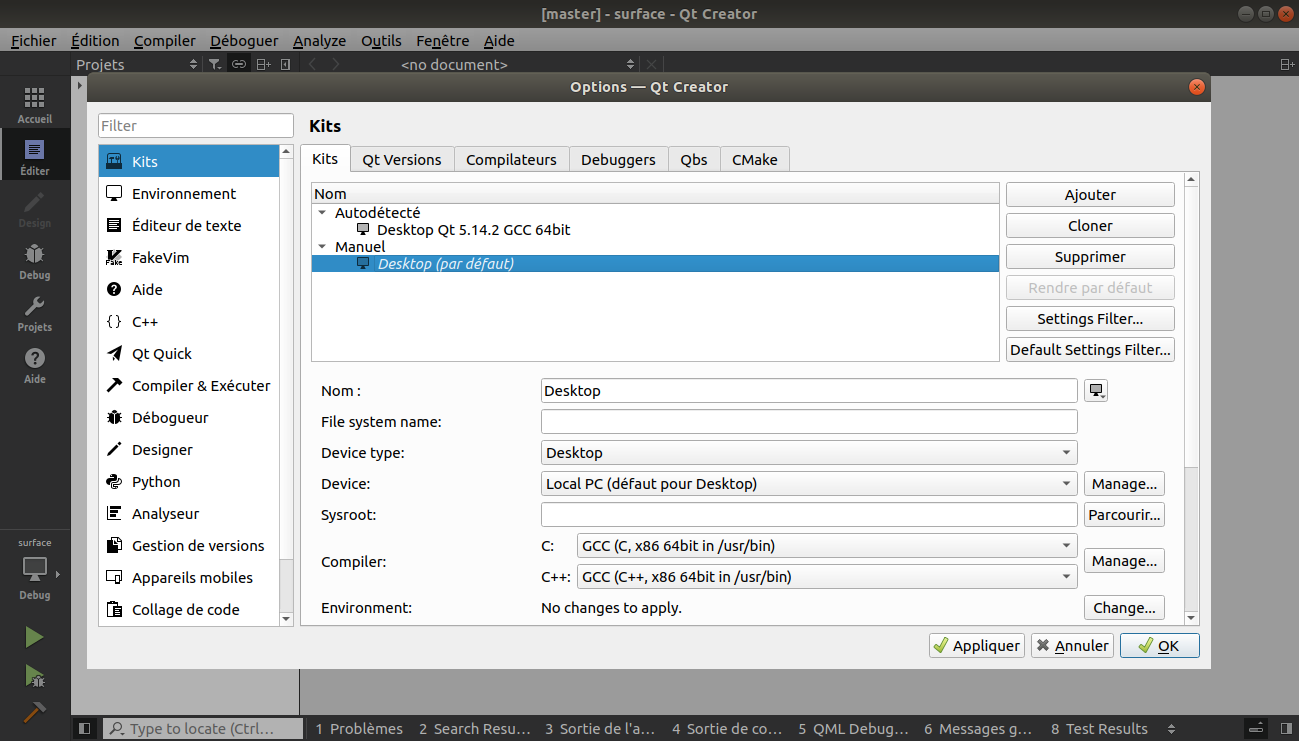 [master] - surface - Qt Creator
Fichier Édition Compiler Déboguer Analyze Outils Fenêtre Aide
Projets <no document>
Options — Qt Creator
Accueil
Éditer
Design
Debug
Projets
Aide
surface
Debug
Filter
Kits
Environnement
Éditeur de texte
FakeVim
Aide
C++
Qt Quick
Compiler & Exécuter
Débogueur
Designer
Python
Analyseur
Gestion de versions
Appareils mobiles
Collage de code
Kits
Kits Qt Versions Compilateurs Debuggers Qbs CMake
Nom
Autodétecté
Desktop Qt 5.14.2 GCC 64bit
Manuel
Desktop (par défaut)
Ajouter
Cloner
Supprimer
Rendre par défaut
Settings Filter...
Default Settings Filter...
Nom : Desktop
File system name:
Device type: Desktop
Device: Local PC (défaut pour Desktop) Manage...
Sysroot: Parcourir...
Compiler: C: GCC (C, x86 64bit in /usr/bin)
C++: GCC (C++, x86 64bit in /usr/bin) Manage...
Environment: No changes to apply. Change...
Appliquer Annuler OK
Type to locate (Ctrl... 1 Problèmes 2 Search Resu... 3 Sortie de l'a... 4 Sortie de co... 5 QML Debug... 6 Messages g... 8 Test Results